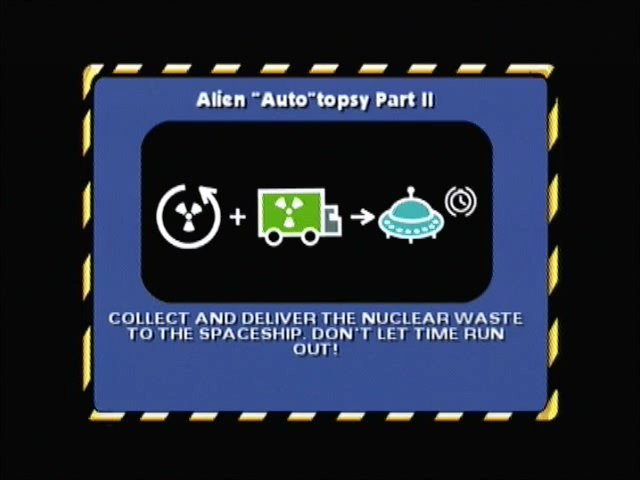 Alien "Auto"topsy Part II
COLLECT AND DELIVER THE NUCLEAR WASTE
TO THE SPACESHIP. DON'T LET TIME RUN
OUT!